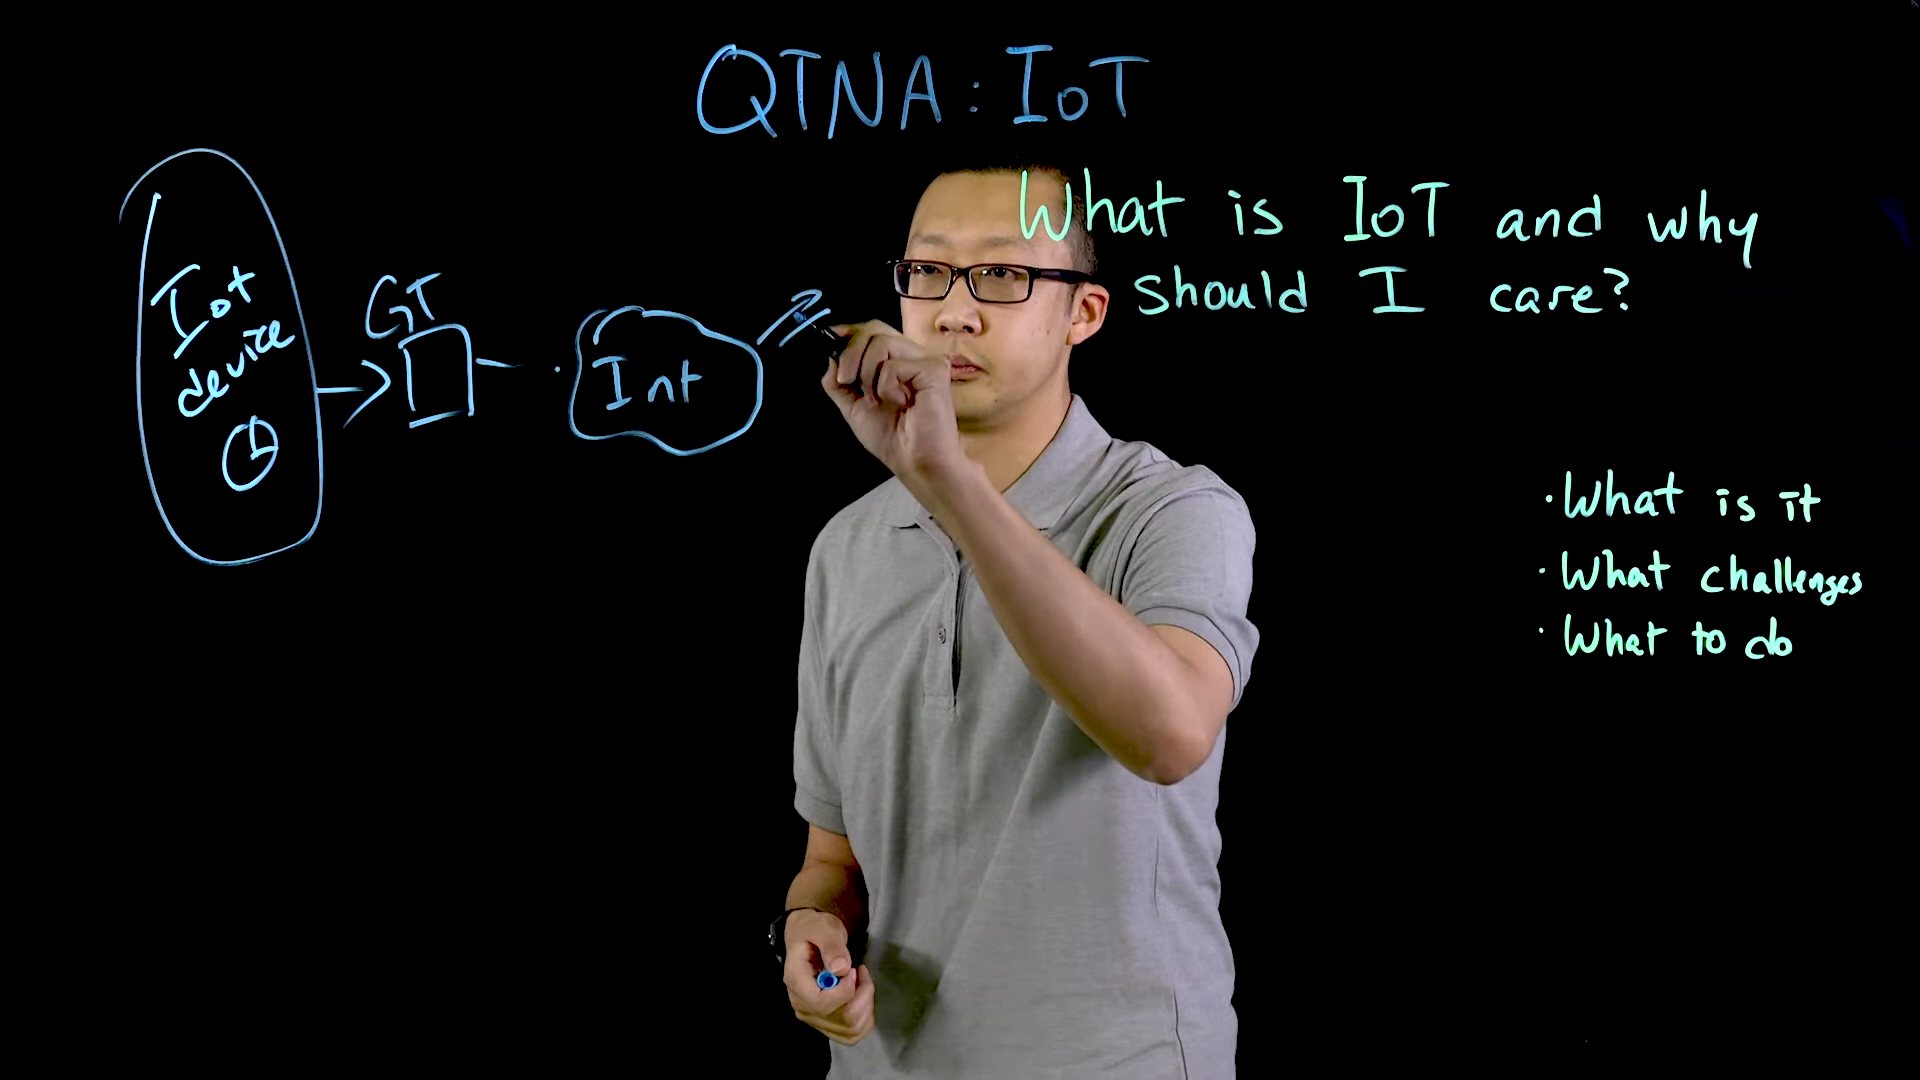 QTNA: IoT
What is IoT and why
should I care?
Iot
device
GT
Int
· What is it
· What challenges
· What to do